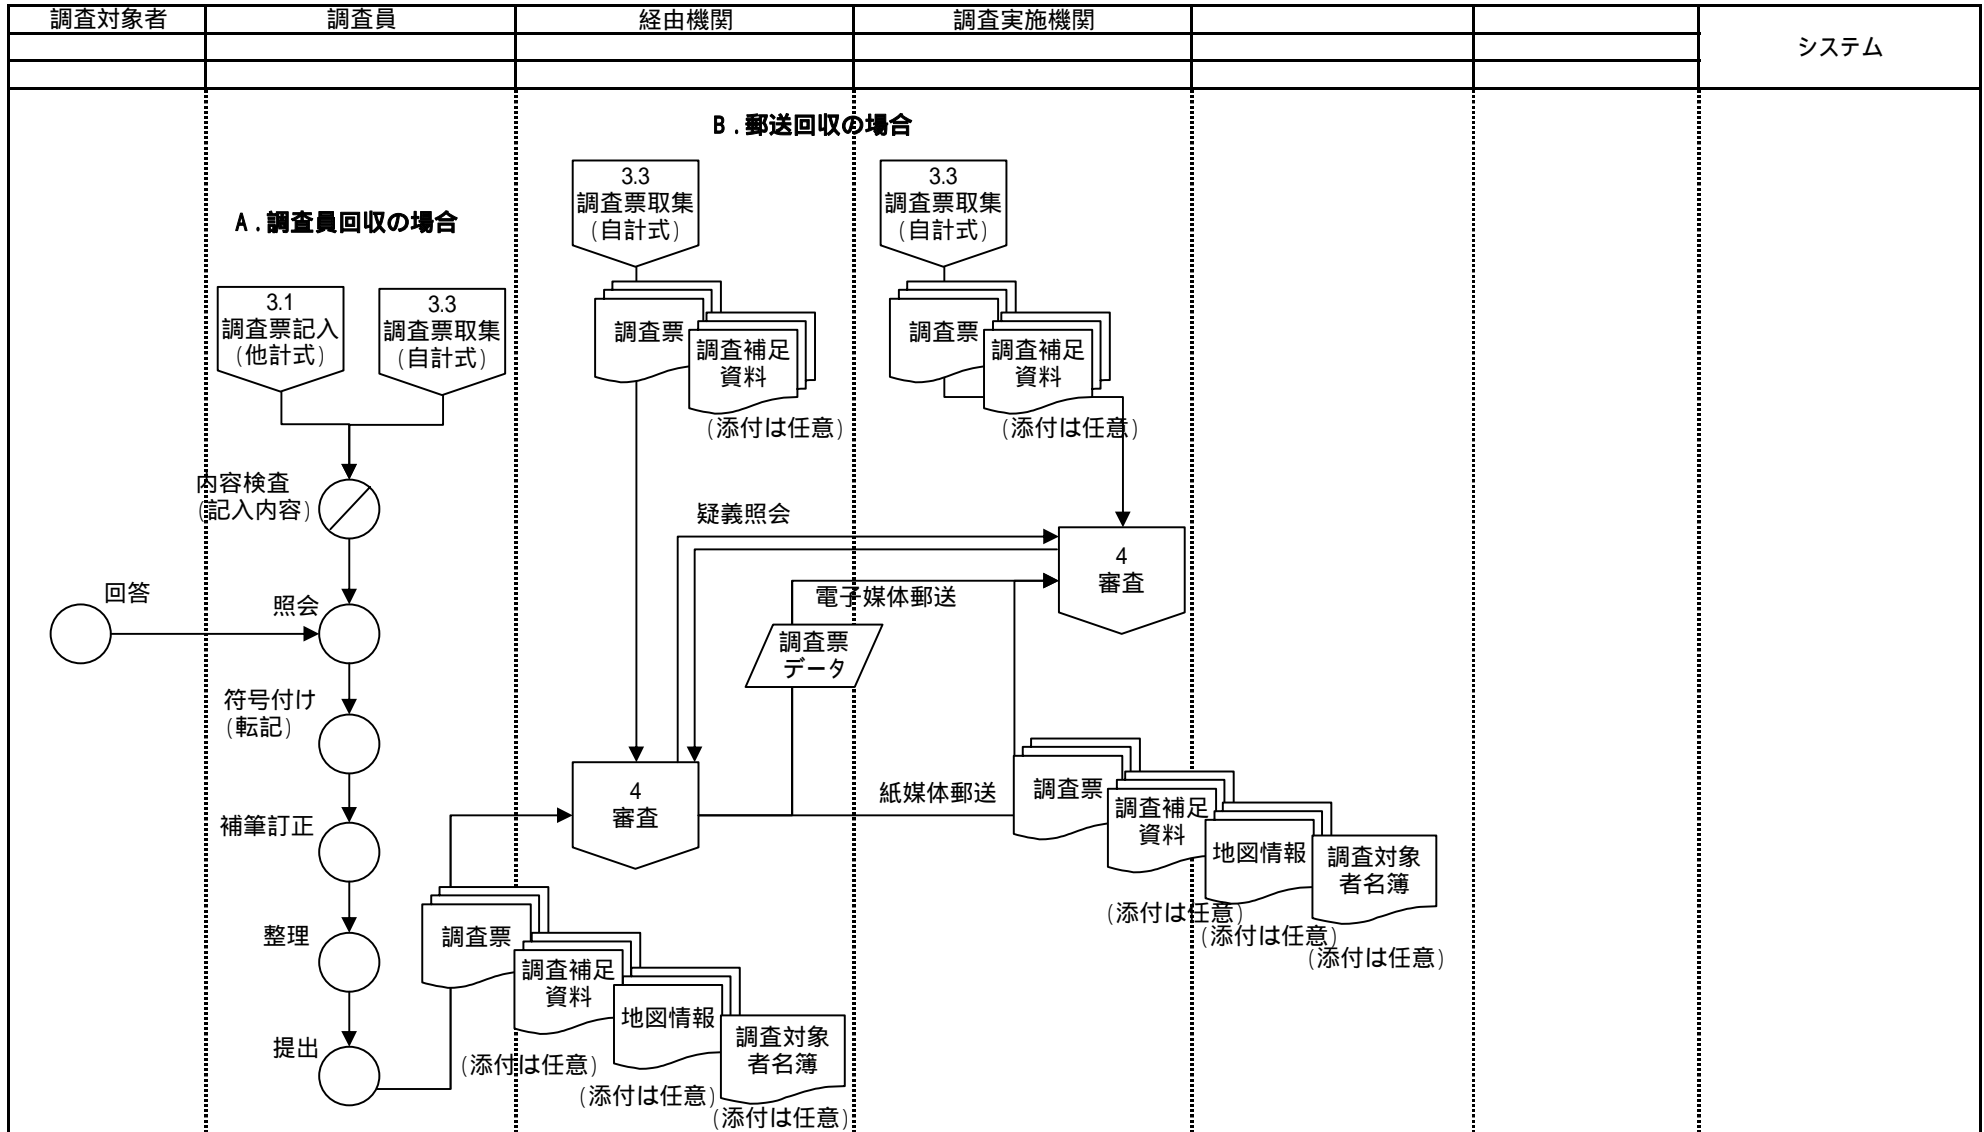 調査対象者
調査員
経由機関
調査実施機関
システム
B．郵送回収の場合
A．調査員回収の場合
3.1
調査票記入
(他計式)
3.3
調査票取集
(自計式)
3.3
調査票取集
(自計式)
調査票
調査補足
資料
(添付は任意)
3.3
調査票取集
(自計式)
調査票
調査補足
資料
(添付は任意)
内容検査
(記入内容)
回答
照会
符号付け
(転記)
補筆訂正
整理
提出
疑義照会
4
審査
電子媒体郵送
調査票
データ
4
審査
紙媒体郵送
調査票
調査補足
資料
地図情報
調査対象
者名簿
(添付は任意)
(添付は任意)
(添付は任意)
調査票
調査補足
資料
地図情報
調査対象
者名簿
(添付は任意)
(添付は任意)
(添付は任意)